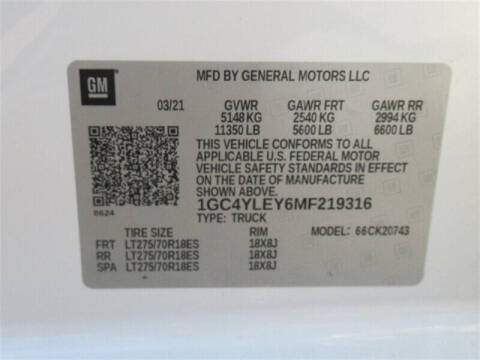 GM
MFD BY GENERAL MOTORS LLC
03/21 GVWR GAWR FRT GAWR RR
5148 KG 2540 KG 2994 KG
11350 LB 5600 LB 6600 LB
THIS VEHICLE CONFORMS TO ALL
APPLICABLE U.S. FEDERAL MOTOR
VEHICLE SAFETY STANDARDS IN EFFECT
ON THE DATE OF MANUFACTURE
SHOWN ABOVE.
1GC4YLEY6MF219316
8624
TYPE: TRUCK MODEL: 66CK20743
TIRE SIZE RIM
FRT LT275/70R18ES 18X8J
RR LT275/70R18ES 18X8J
SPA LT275/70R18ES 18X8J